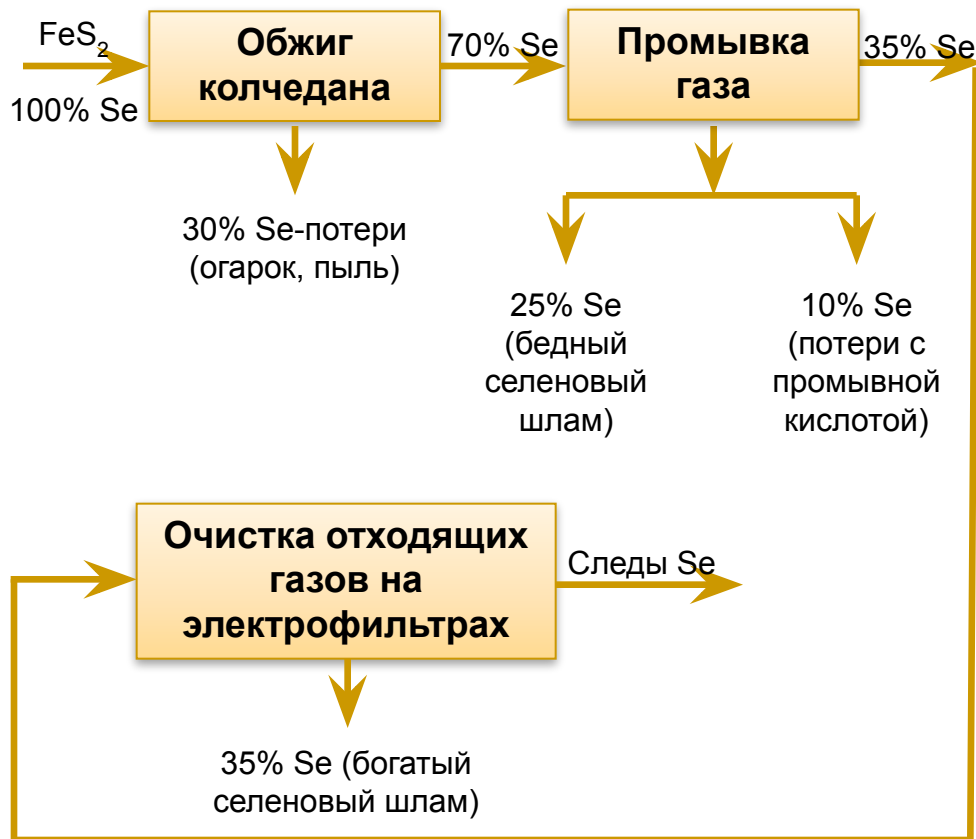 FeS₂
100% Se
Обжиг
колчедана
70% Se
Промывка
газа
35% Se
30% Se-потери
(огарок, пыль)
25% Se
(бедный
селеновый
шлам)
10% Se
(потери с
промывной
кислотой)
Очистка отходящих
газов на
электрофильтрах
Следы Se
35% Se (богатый
селеновый шлам)